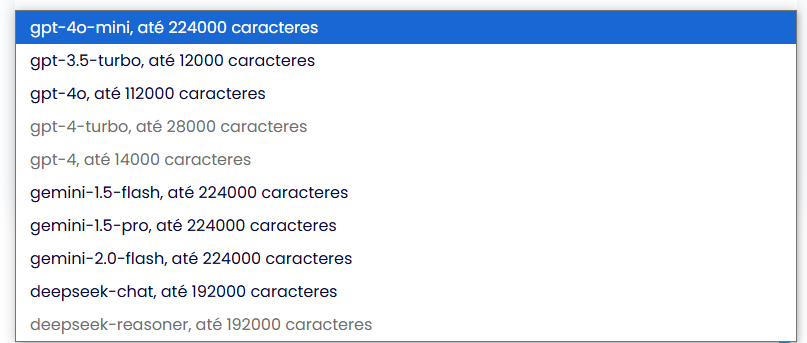 gpt-4o-mini, até 224000 caracteres
gpt-3.5-turbo, até 12000 caracteres
gpt-4o, até 112000 caracteres
gpt-4-turbo, até 28000 caracteres
gpt-4, até 14000 caracteres
gemini-1.5-flash, até 224000 caracteres
gemini-1.5-pro, até 224000 caracteres
gemini-2.0-flash, até 224000 caracteres
deepseek-chat, até 192000 caracteres
deepseek-reasoner, até 192000 caracteres